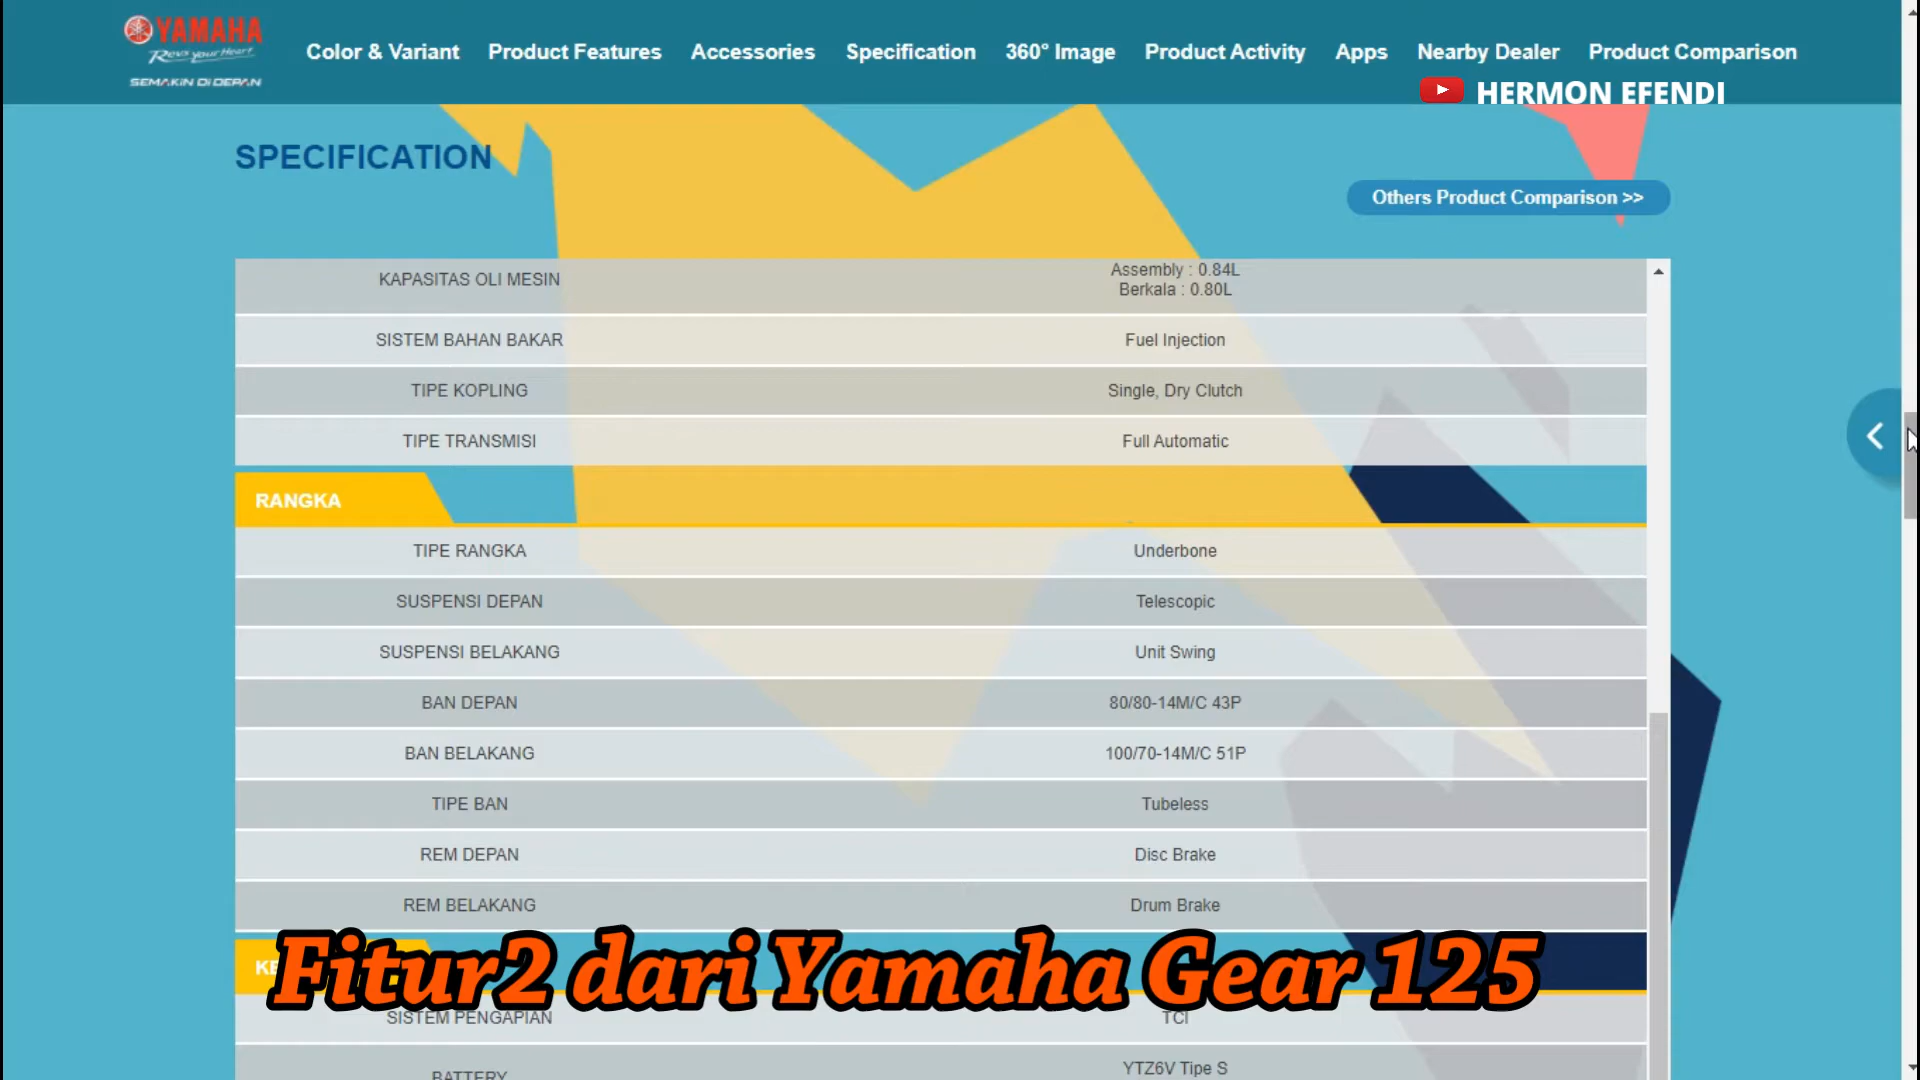 YAMAHA
Revs your Heart
SEMAKIN DI DEPAN
Color & Variant Product Features Accessories Specification 360° Image Product Activity Apps Nearby Dealer Product Comparison
HERMON EFENDI
SPECIFICATION
Others Product Comparison >>
KAPASITAS OLI MESIN Assembly : 0.84L
Berkala : 0.80L
SISTEM BAHAN BAKAR Fuel Injection
TIPE KOPLING Single, Dry Clutch
TIPE TRANSMISI Full Automatic
RANGKA
TIPE RANGKA Underbone
SUSPENSI DEPAN Telescopic
SUSPENSI BELAKANG Unit Swing
BAN DEPAN 80/80-14M/C 43P
BAN BELAKANG 100/70-14M/C 51P
TIPE BAN Tubeless
REM DEPAN Disc Brake
REM BELAKANG Drum Brake
Fitur2 dari Yamaha Gear 125
SISTEM PENGAPIAN TCI
BATTERY YTZ6V Tipe S